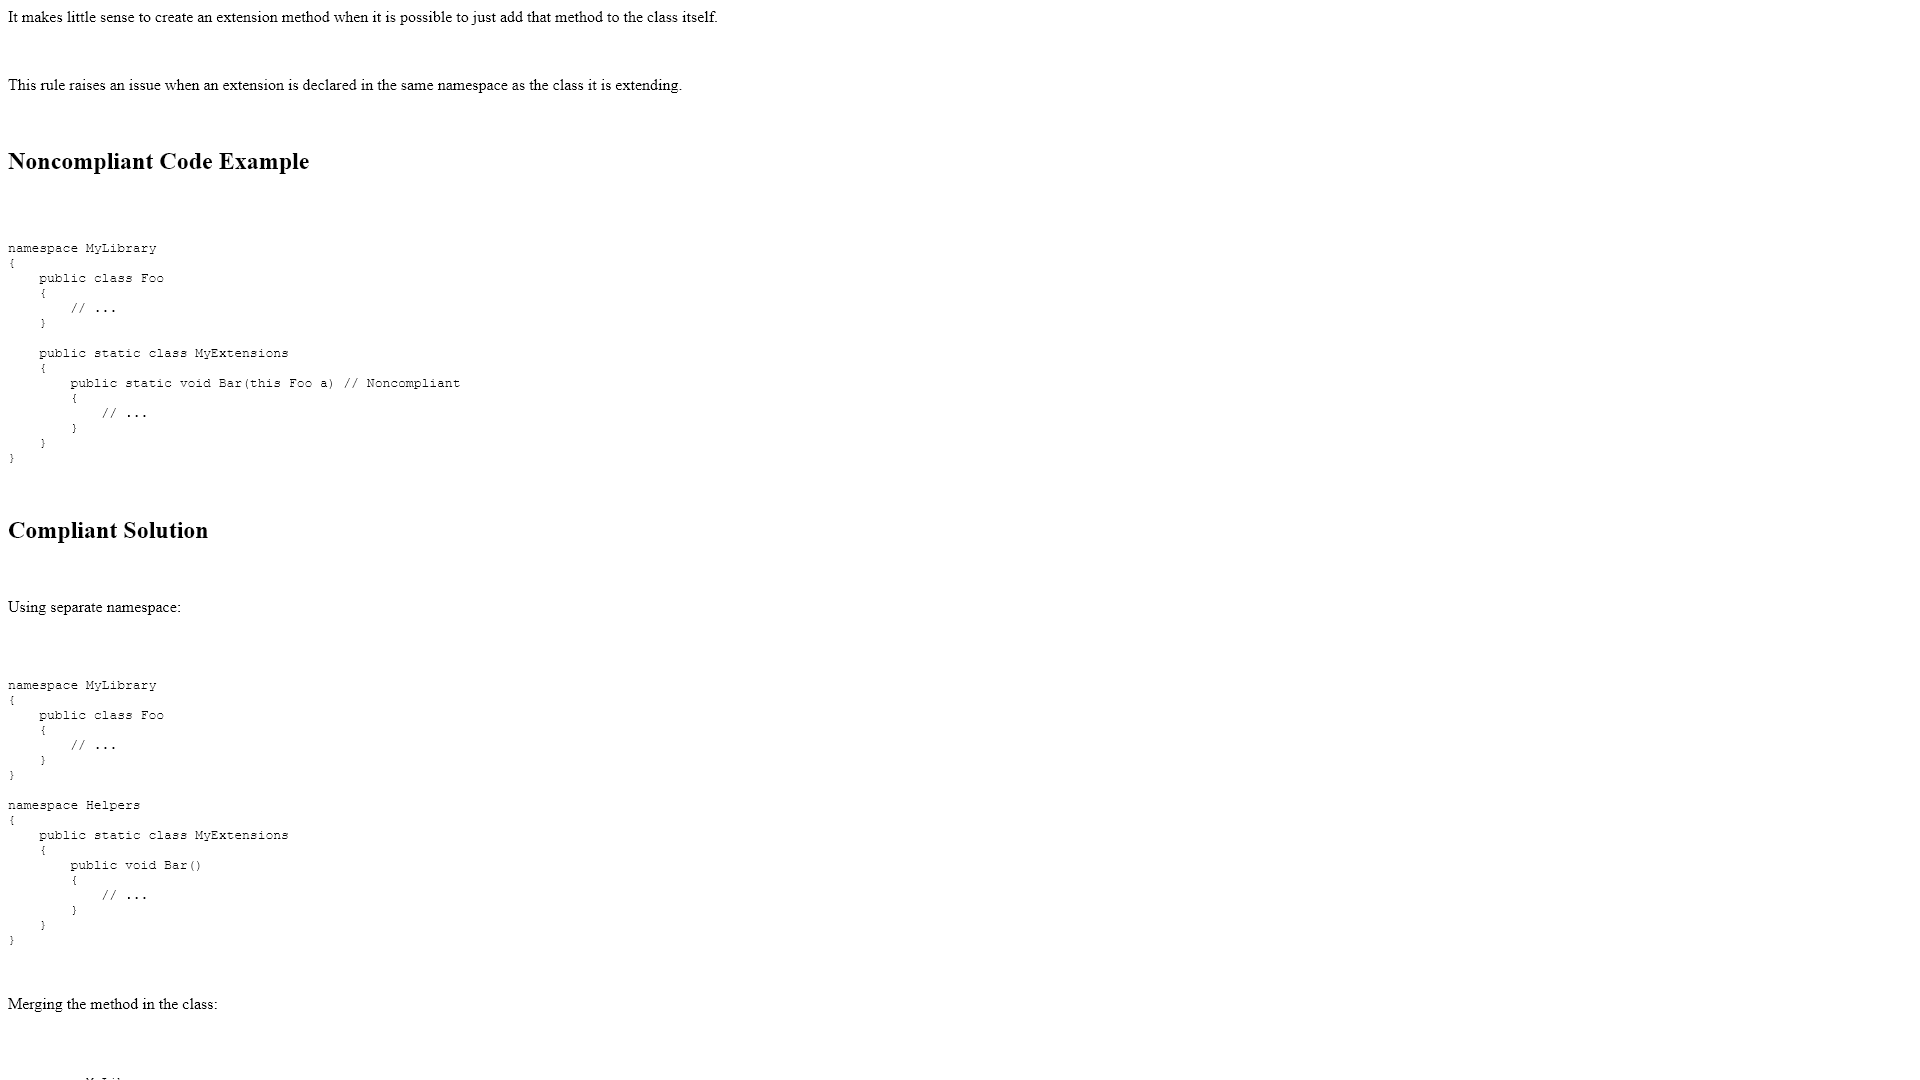 It makes little sense to create an extension method when it is possible to just add that method to the class itself.
This rule raises an issue when an extension is declared in the same namespace as the class it is extending.
Noncompliant Code Example
namespace MyLibrary
{
    public class Foo
    {
        // ...
    }
    public static class MyExtensions
    {
        public static void Bar(this Foo a) // Noncompliant
        {
            // ...
        }
    }
}
Compliant Solution
Using separate namespace:
namespace MyLibrary
{
    public class Foo
    {
        // ...
    }
}
namespace Helpers
{
    public static class MyExtensions
    {
        public void Bar()
        {
            // ...
        }
    }
}
Merging the method in the class: